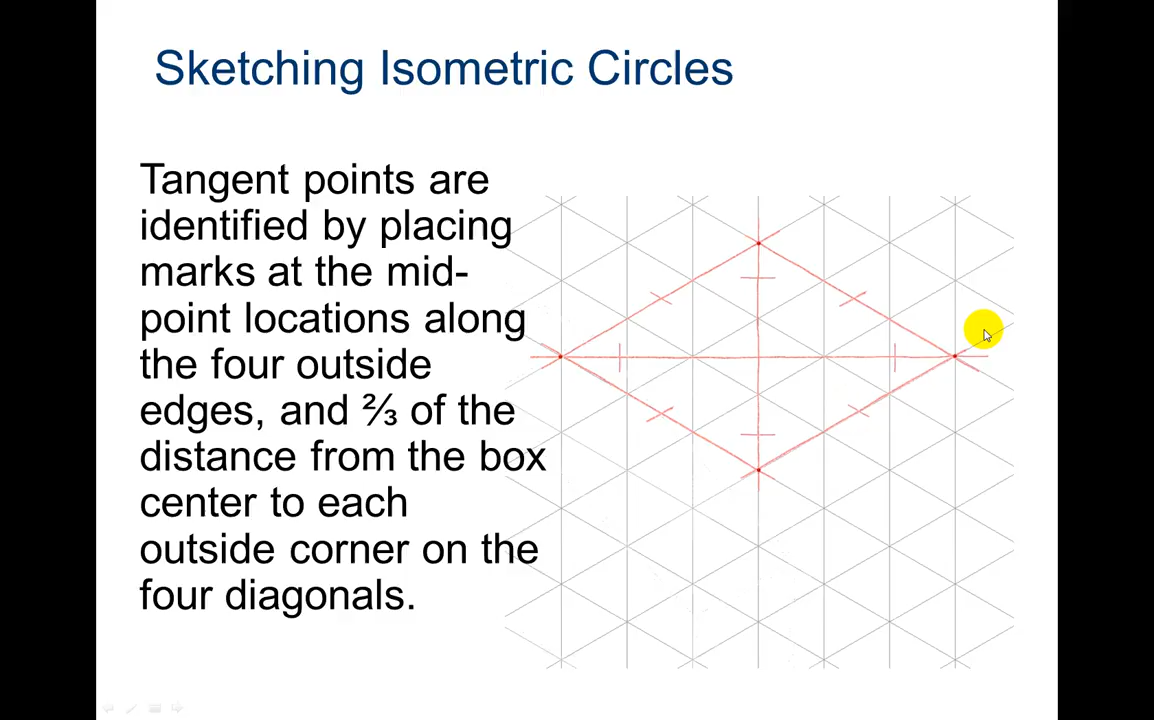 Sketching Isometric Circles
Tangent points are
identified by placing
marks at the mid-
point locations along
the four outside
edges, and ⅔ of the
distance from the box
center to each
outside corner on the
four diagonals.